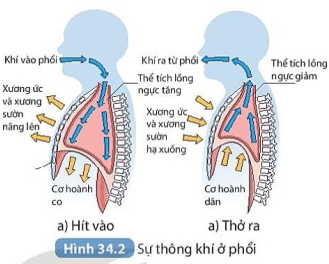 Khí vào phổi
Thể tích lồng
ngực tăng
Xương ức
và xương
sườn
nâng lên
Cơ hoành
co
a) Hít vào
Khí ra từ phổi
Thể tích lồng
ngực giảm
Xương ức
và xương
sườn
hạ xuống
Cơ hoành
dãn
a) Thở ra
Hình 34.2 Sự thông khí ở phổi